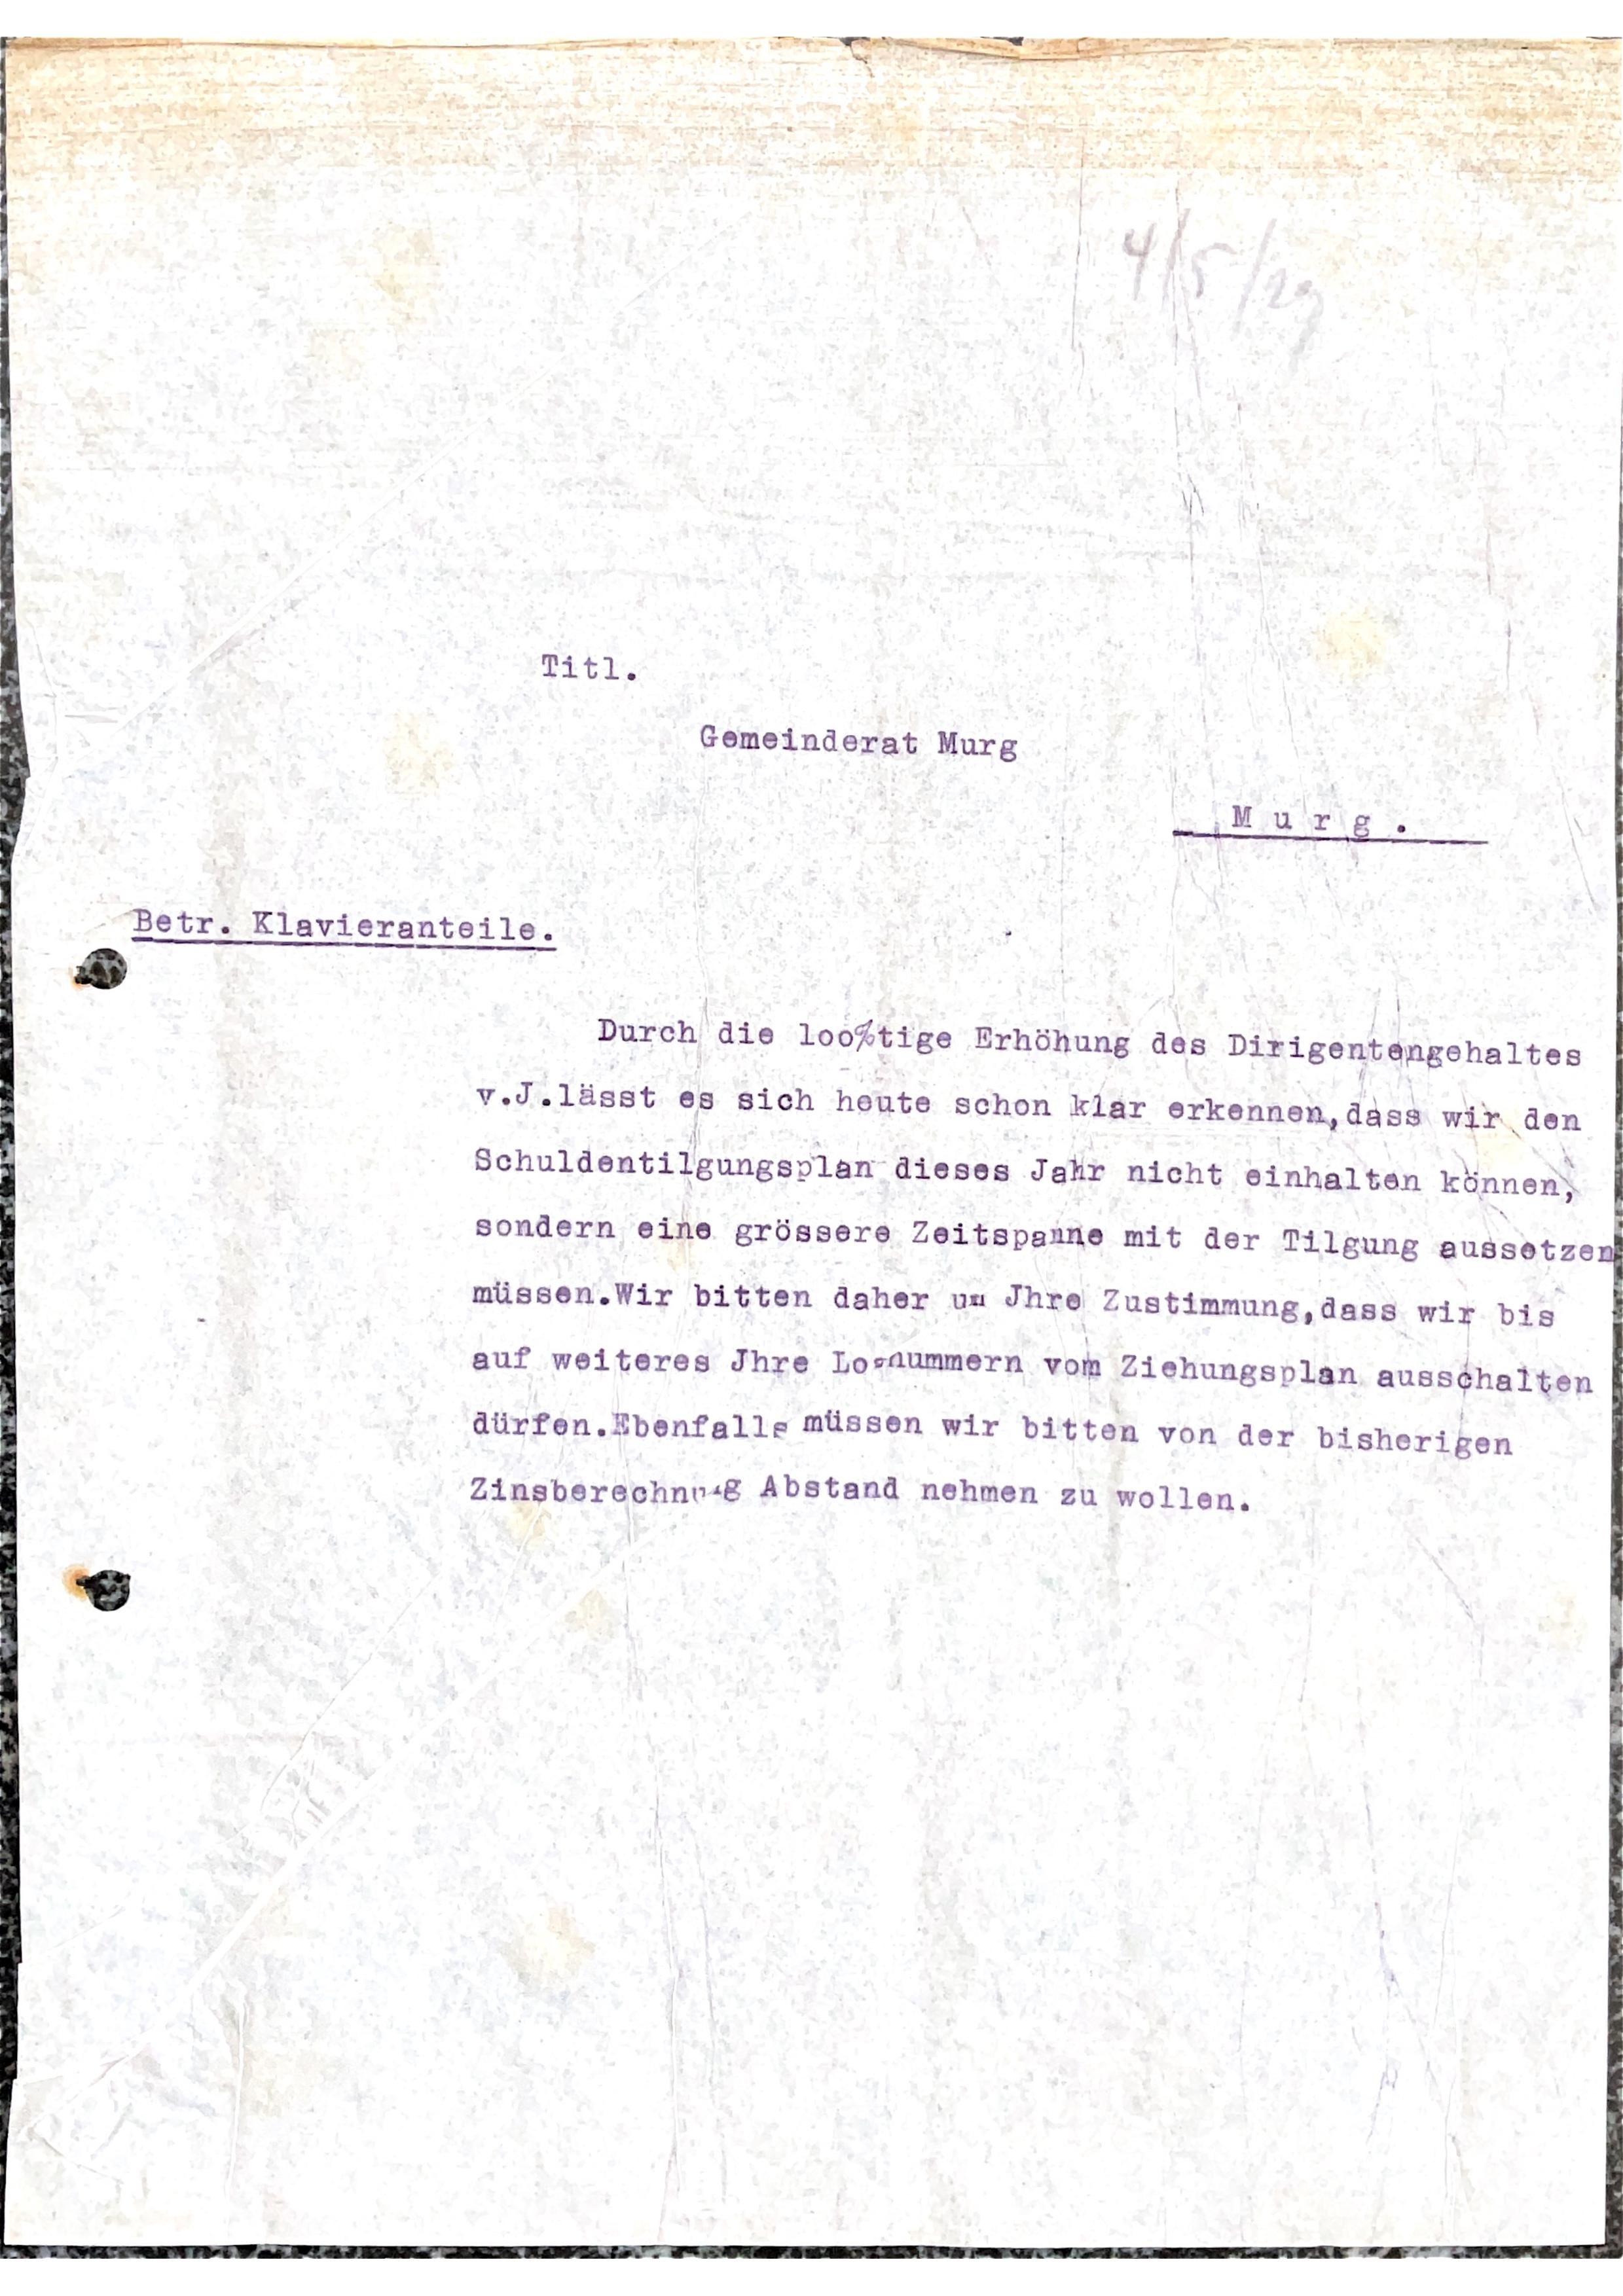 4/5/29
Titl.
Gemeinderat Murg
M u r g .
Betr. Klavieranteile.
Durch die loo%tige Erhöhung des Dirigentengehaltes
v.J.lässt es sich heute schon klar erkennen,dass wir den
Schuldentilgungsplan dieses Jahr nicht einhalten können,
sondern eine grössere Zeitspanne mit der Tilgung aussetzen
müssen.Wir bitten daher um Jhre Zustimmung,dass wir bis
auf weiteres Jhre Losnummern vom Ziehungsplan ausschalten
dürfen.Ebenfalls müssen wir bitten von der bisherigen
Zinsberechnung Abstand nehmen zu wollen.